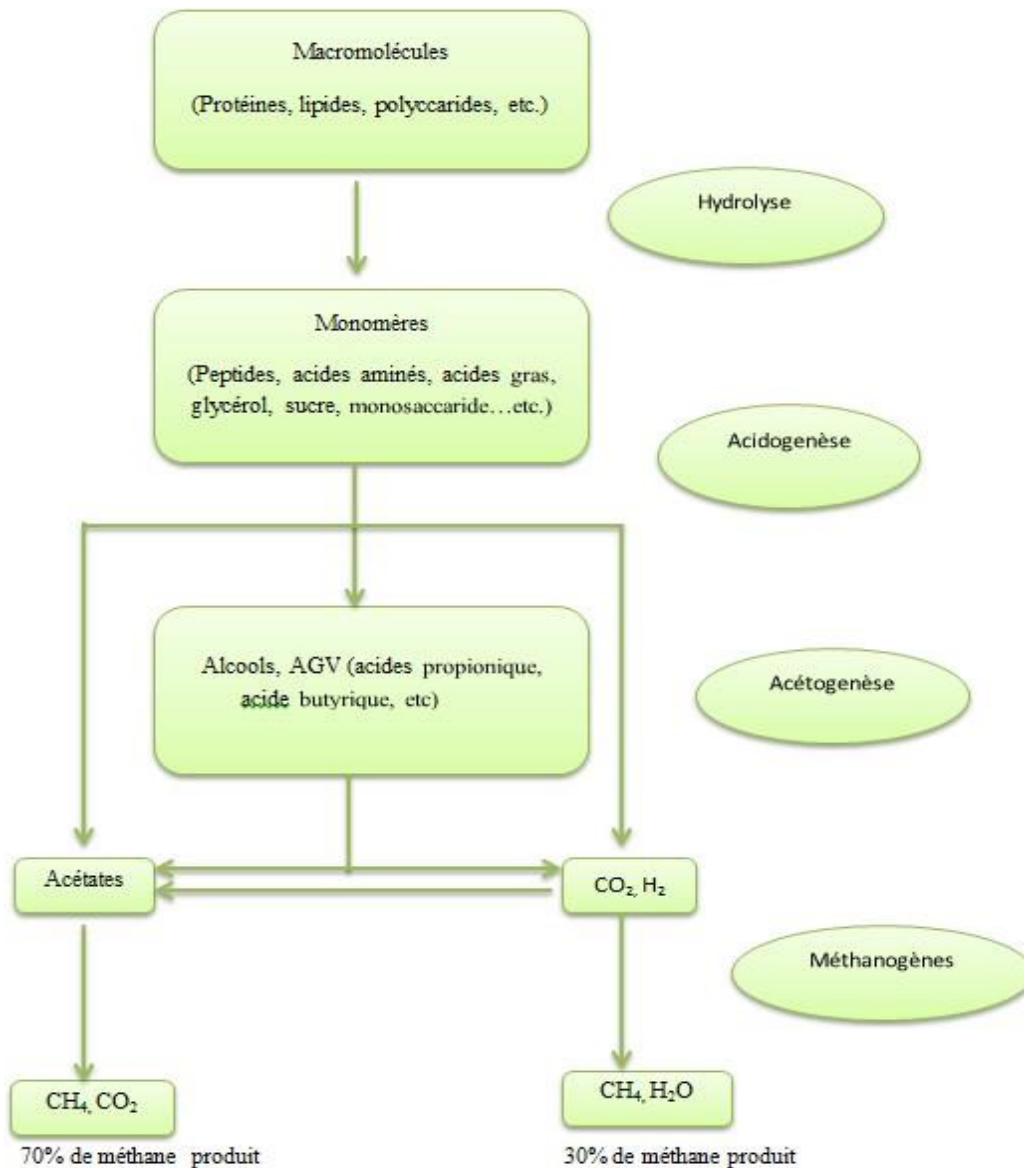 Macromolécules
(Protéines, lipides, polyccarides, etc.)
Hydrolyse
Monomères
(Peptides, acides aminés, acides gras,
glycérol, sucre, monosaccaride…etc.)
Acidogenèse
Alcools, AGV (acides propionique,
acide butyrique, etc)
Acétogenèse
Acétates
CO₂, H₂
Méthanogènes
CH₄, CO₂
CH₄, H₂O
70% de méthane produit
30% de méthane produit